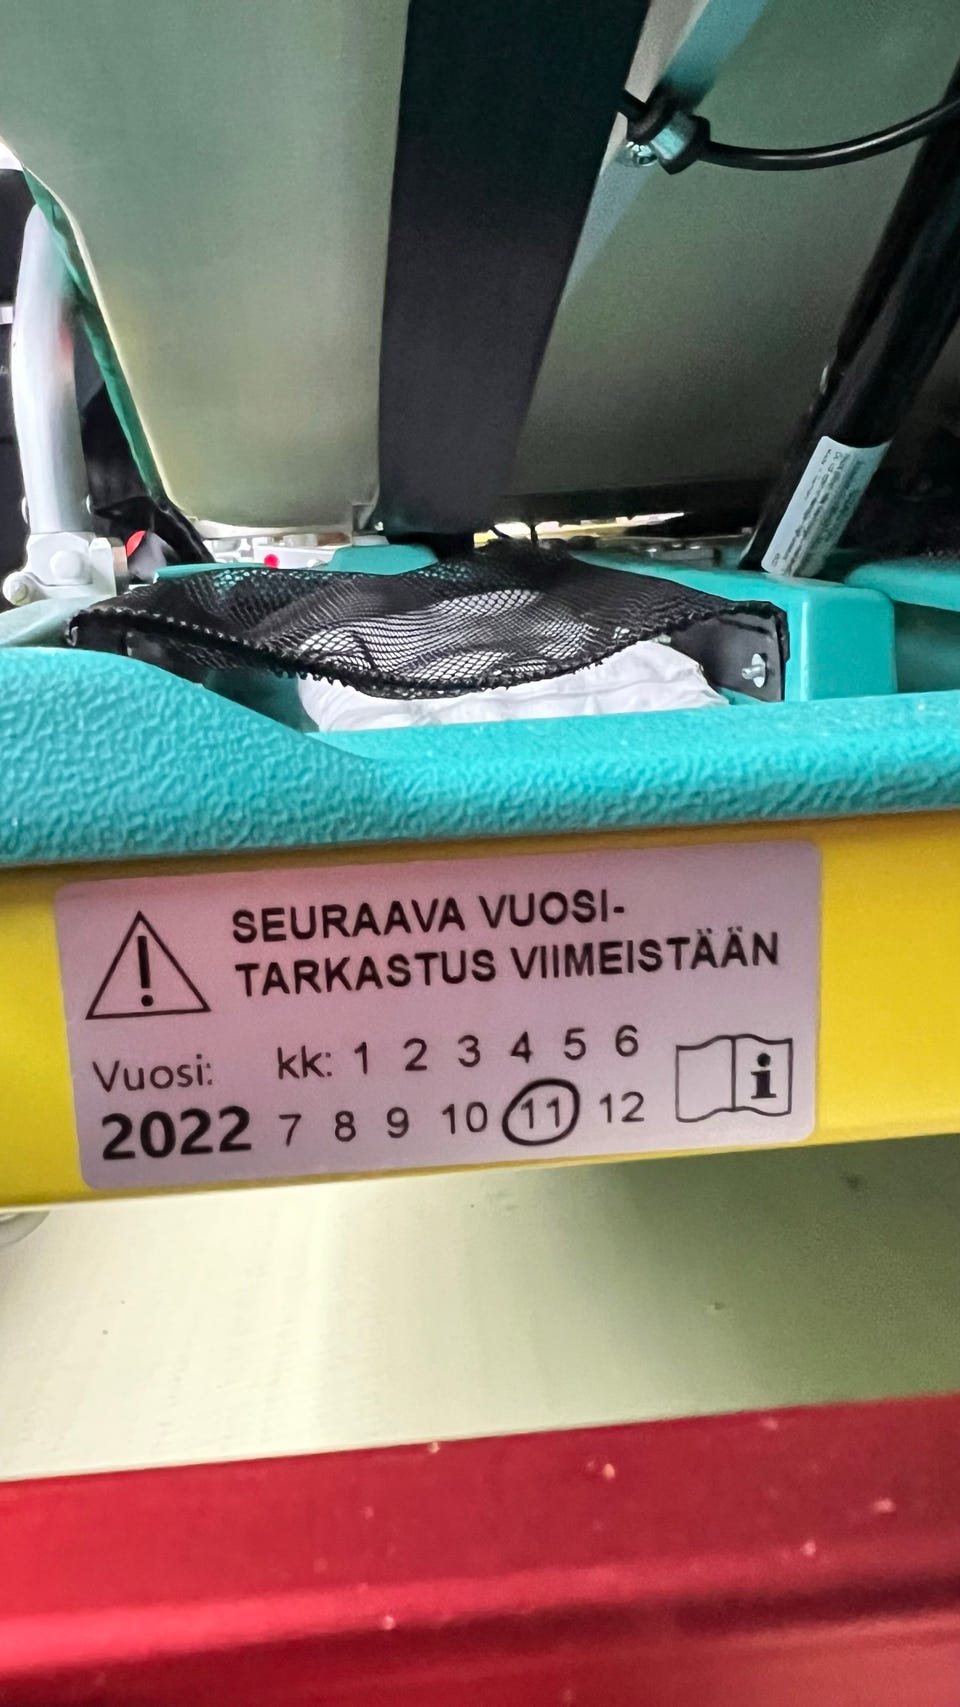 SEURAAVA VUOSI-
TARKASTUS VIIMEISTÄÄN
Vuosi: kk: 1 2 3 4 5 6
2022 7 8 9 10 11 12